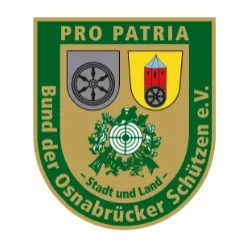 PRO PATRIA
Bund der Osnabrücker Schützen e.V.
- Stadt und Land -